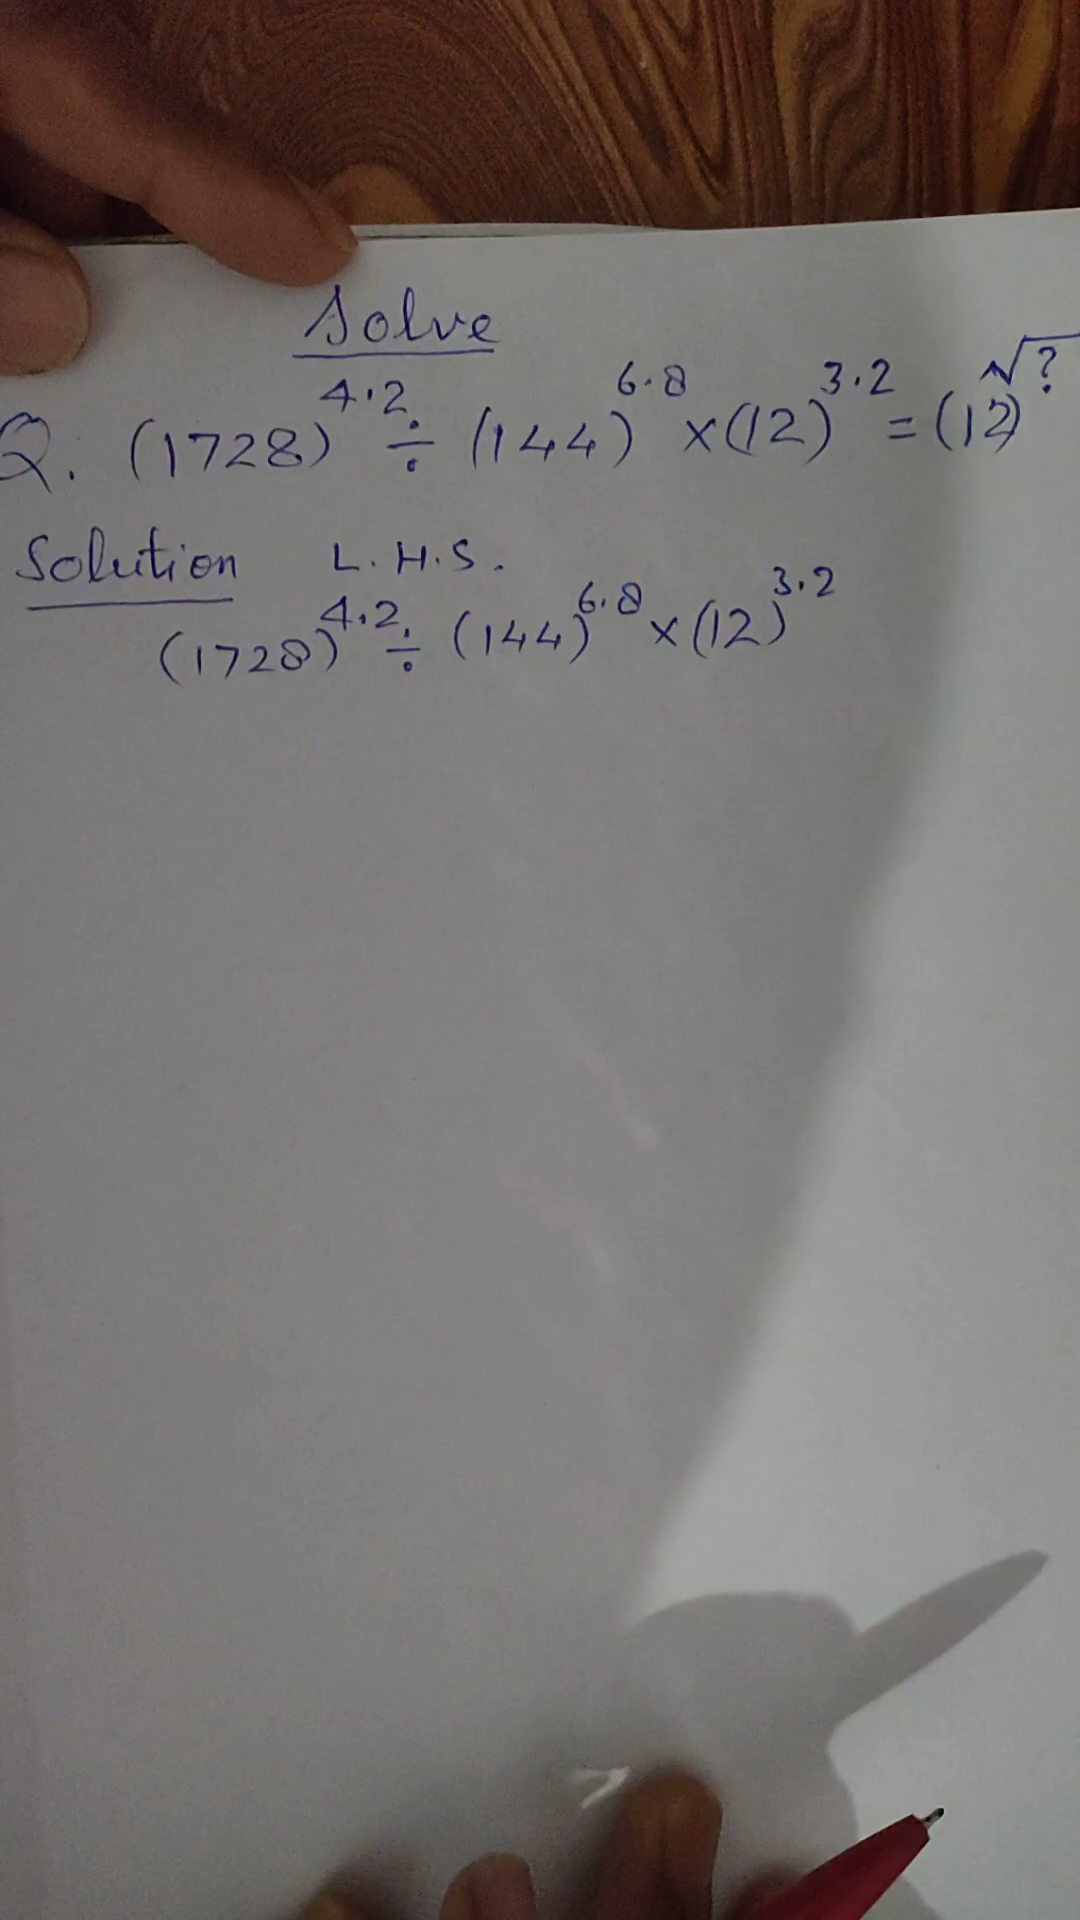 Solve
Q. (1728)^4.2 ÷ (144)^6.8 × (12)^3.2 = (12)^√?
Solution L.H.S.
(1728)^4.2 ÷ (144)^6.8 × (12)^3.2